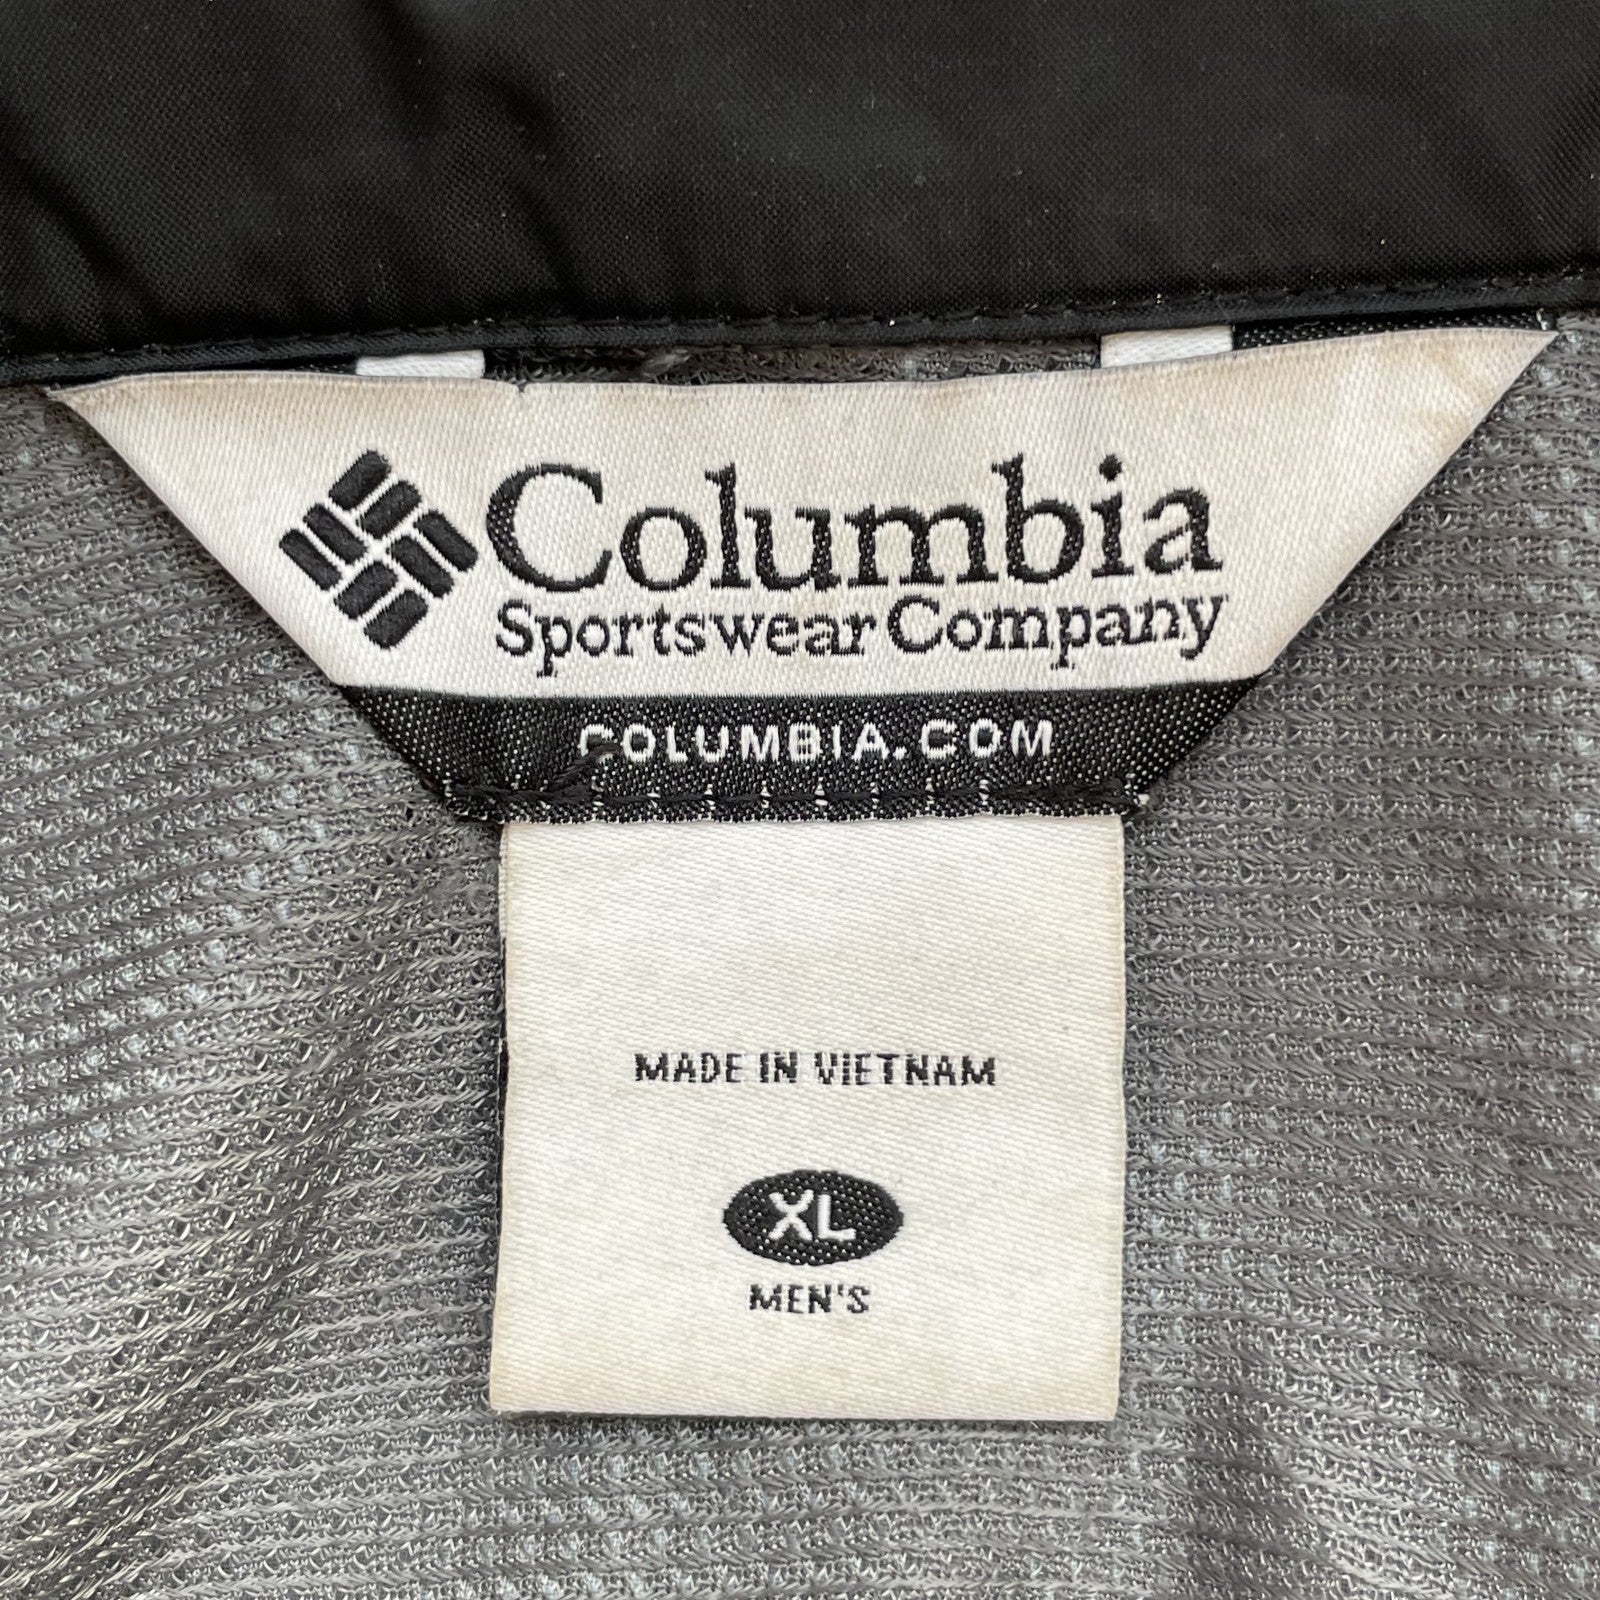 Columbia
Sportswear Company
COLUMBIA.COM
MADE IN VIETNAM
XL
MEN'S